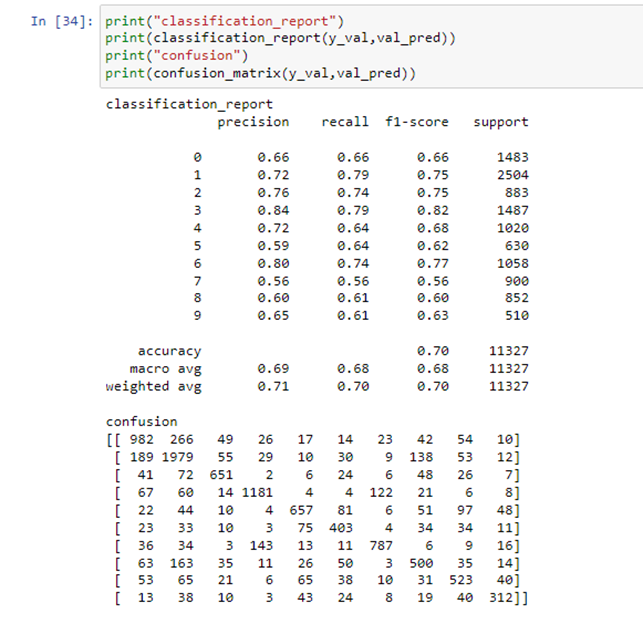 In [34]: print("classification_report")
print(classification_report(y_val,val_pred))
print("confusion")
print(confusion_matrix(y_val,val_pred))
classification_report
precision recall f1-score support
0 0.66 0.66 0.66 1483
1 0.72 0.79 0.75 2504
2 0.76 0.74 0.75 883
3 0.84 0.79 0.82 1487
4 0.72 0.64 0.68 1020
5 0.59 0.64 0.62 630
6 0.80 0.74 0.77 1058
7 0.56 0.56 0.56 900
8 0.60 0.61 0.60 852
9 0.65 0.61 0.63 510
accuracy 0.70 11327
macro avg 0.69 0.68 0.68 11327
weighted avg 0.71 0.70 0.70 11327
confusion
[[ 982 266 49 26 17 14 23 42 54 10]
[ 189 1979 55 29 10 30 9 138 53 12]
[ 41 72 651 2 6 24 6 48 26 7]
[ 67 60 14 1181 4 4 122 21 6 8]
[ 22 44 10 4 657 81 6 51 97 48]
[ 23 33 10 3 75 403 4 34 34 11]
[ 36 34 3 143 13 11 787 6 9 16]
[ 63 163 35 11 26 50 3 500 35 14]
[ 53 65 21 6 65 38 10 31 523 40]
[ 13 38 10 3 43 24 8 19 40 312]]